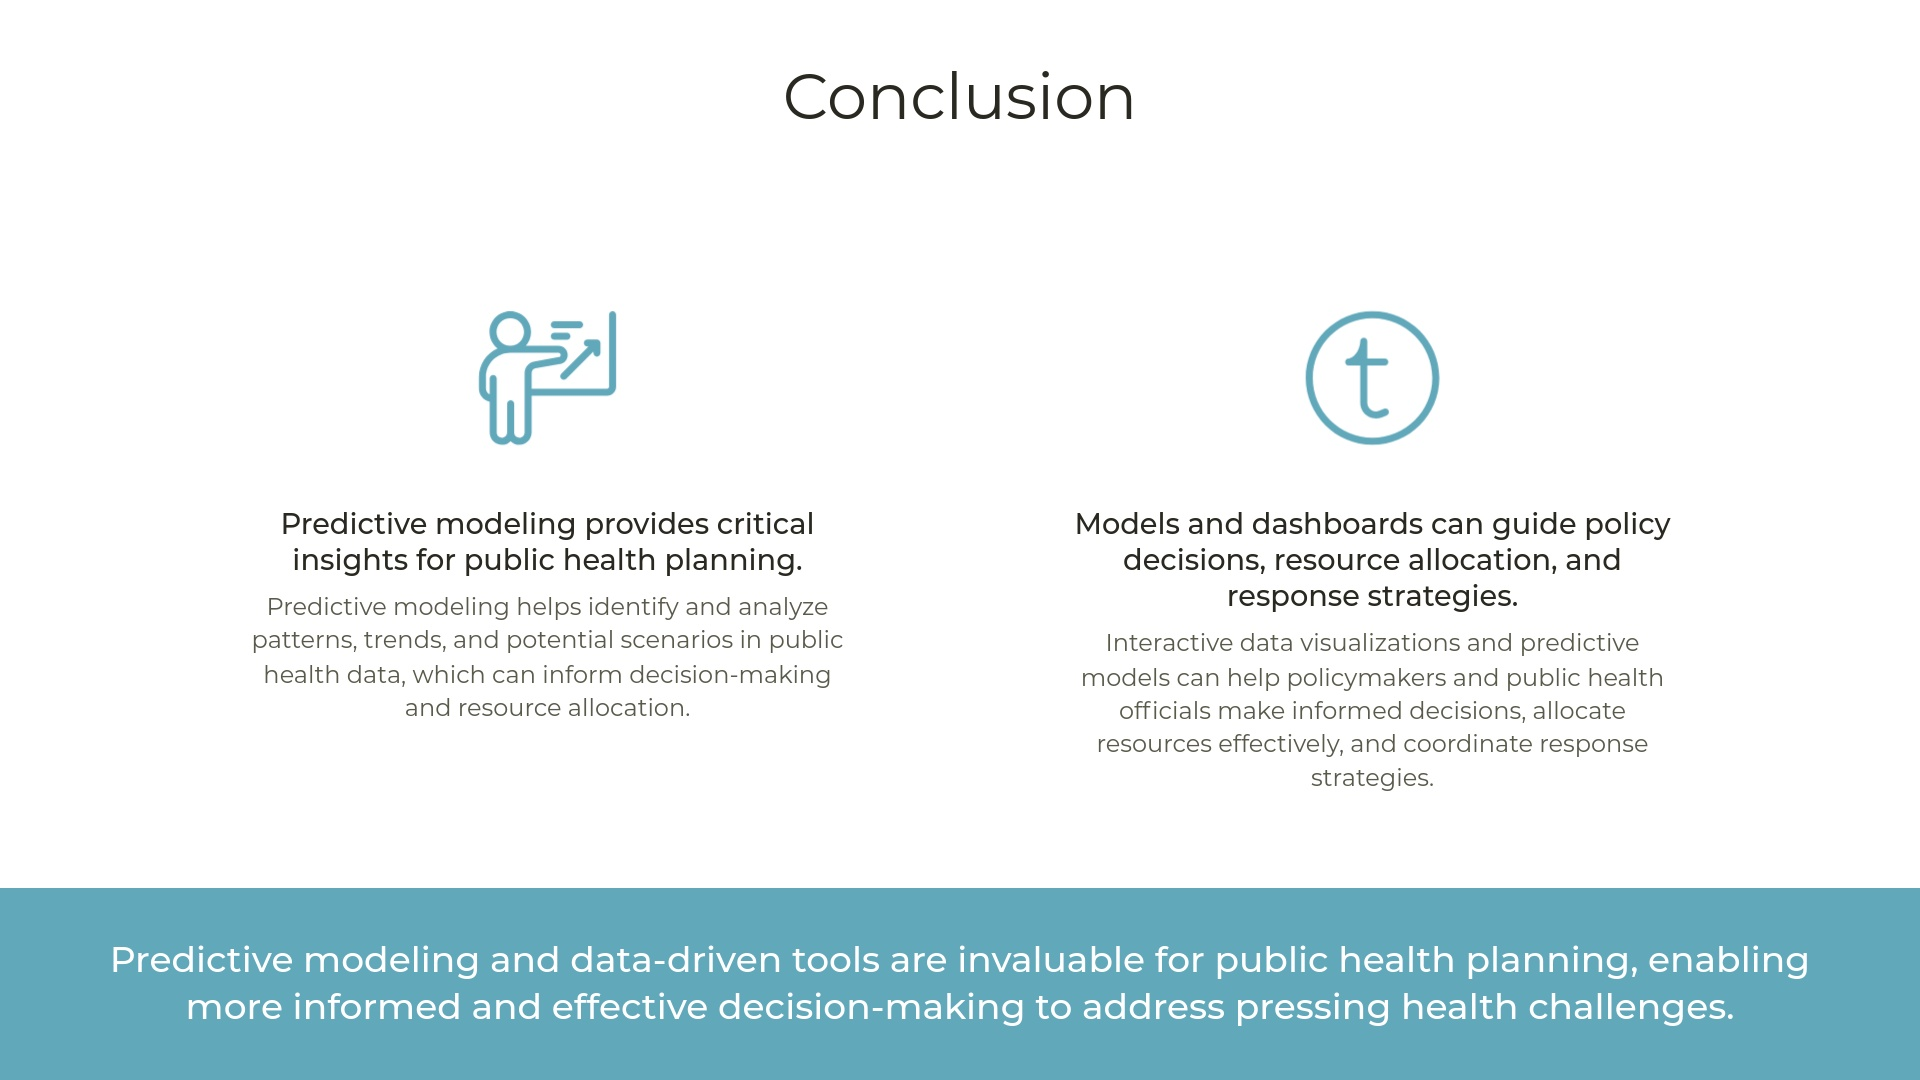 Conclusion
t
Predictive modeling provides critical
insights for public health planning.
Predictive modeling helps identify and analyze
patterns, trends, and potential scenarios in public
health data, which can inform decision-making
and resource allocation.
Models and dashboards can guide policy
decisions, resource allocation, and
response strategies.
Interactive data visualizations and predictive
models can help policymakers and public health
officials make informed decisions, allocate
resources effectively, and coordinate response
strategies.
Predictive modeling and data-driven tools are invaluable for public health planning, enabling
more informed and effective decision-making to address pressing health challenges.